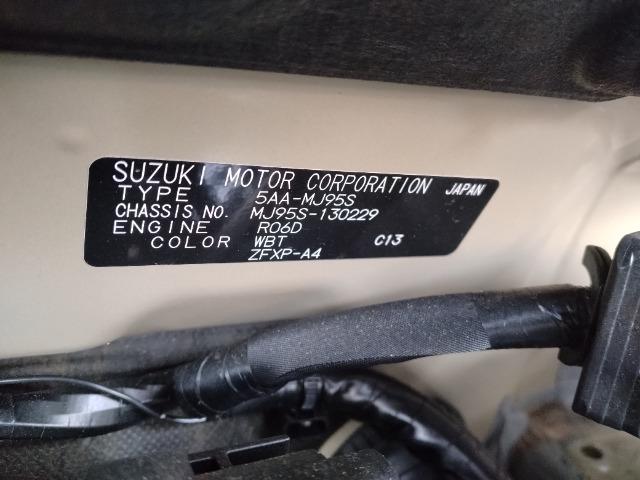 SUZUKI MOTOR CORPORATION JAPAN
TYPE 5AA-MJ95S
CHASSIS NO. MJ95S-130229
ENGINE R06D
COLOR WBT C13
ZFXP-A4